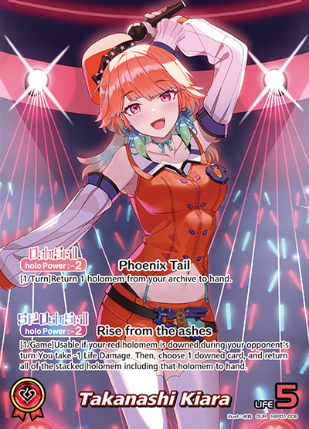 Oshi Skill
holo Power : -2
Phoenix Tail
[1/Turn]Return 1 holomem from your archive to hand.
SP Oshi Skill
holo Power : -2
Rise from the ashes
[1/Game]Usable if your red holomem is downed during your opponent's
turn:You take -1 Life Damage. Then, choose 1 downed card, and return
all of the stacked holomem including that holomem to hand.
Takanashi Kiara
LIFE 5